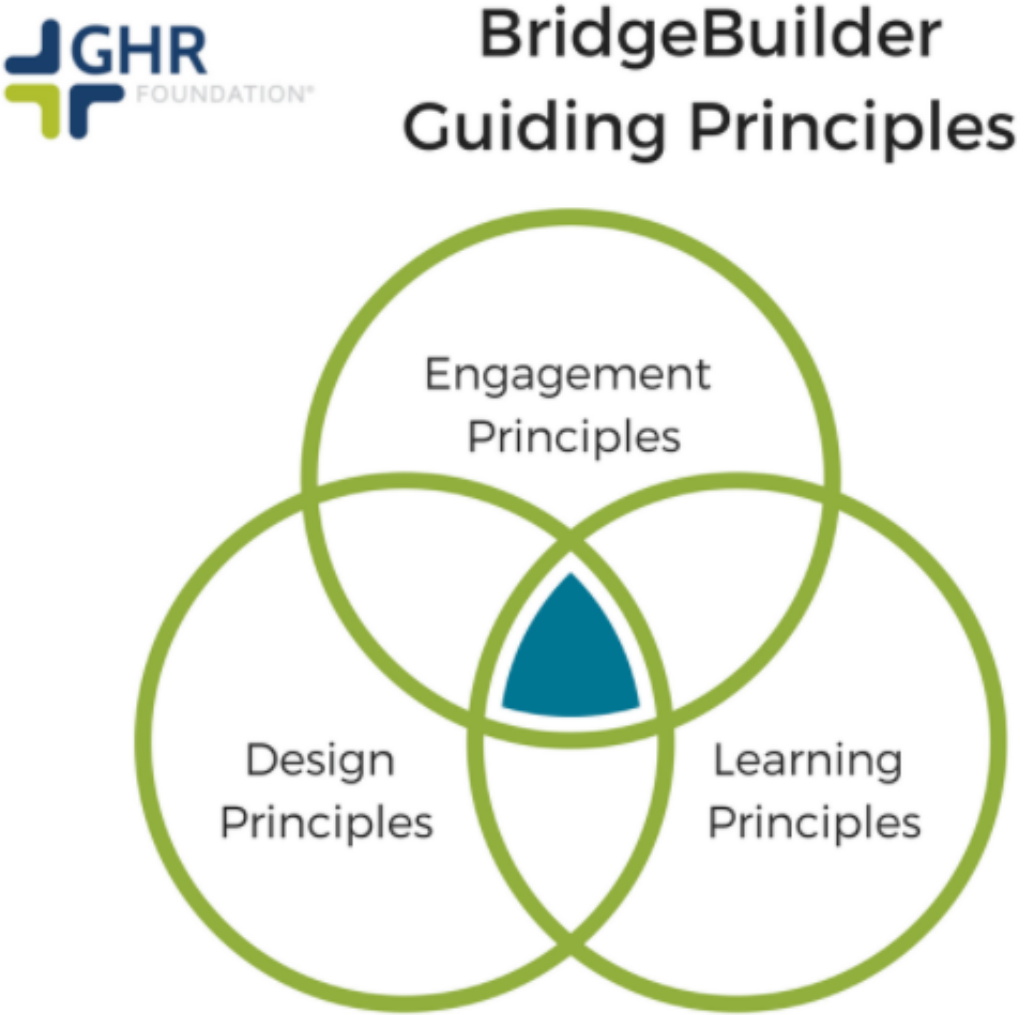 GHR
FOUNDATION®
BridgeBuilder
Guiding Principles
Engagement
Principles
Design
Principles
Learning
Principles